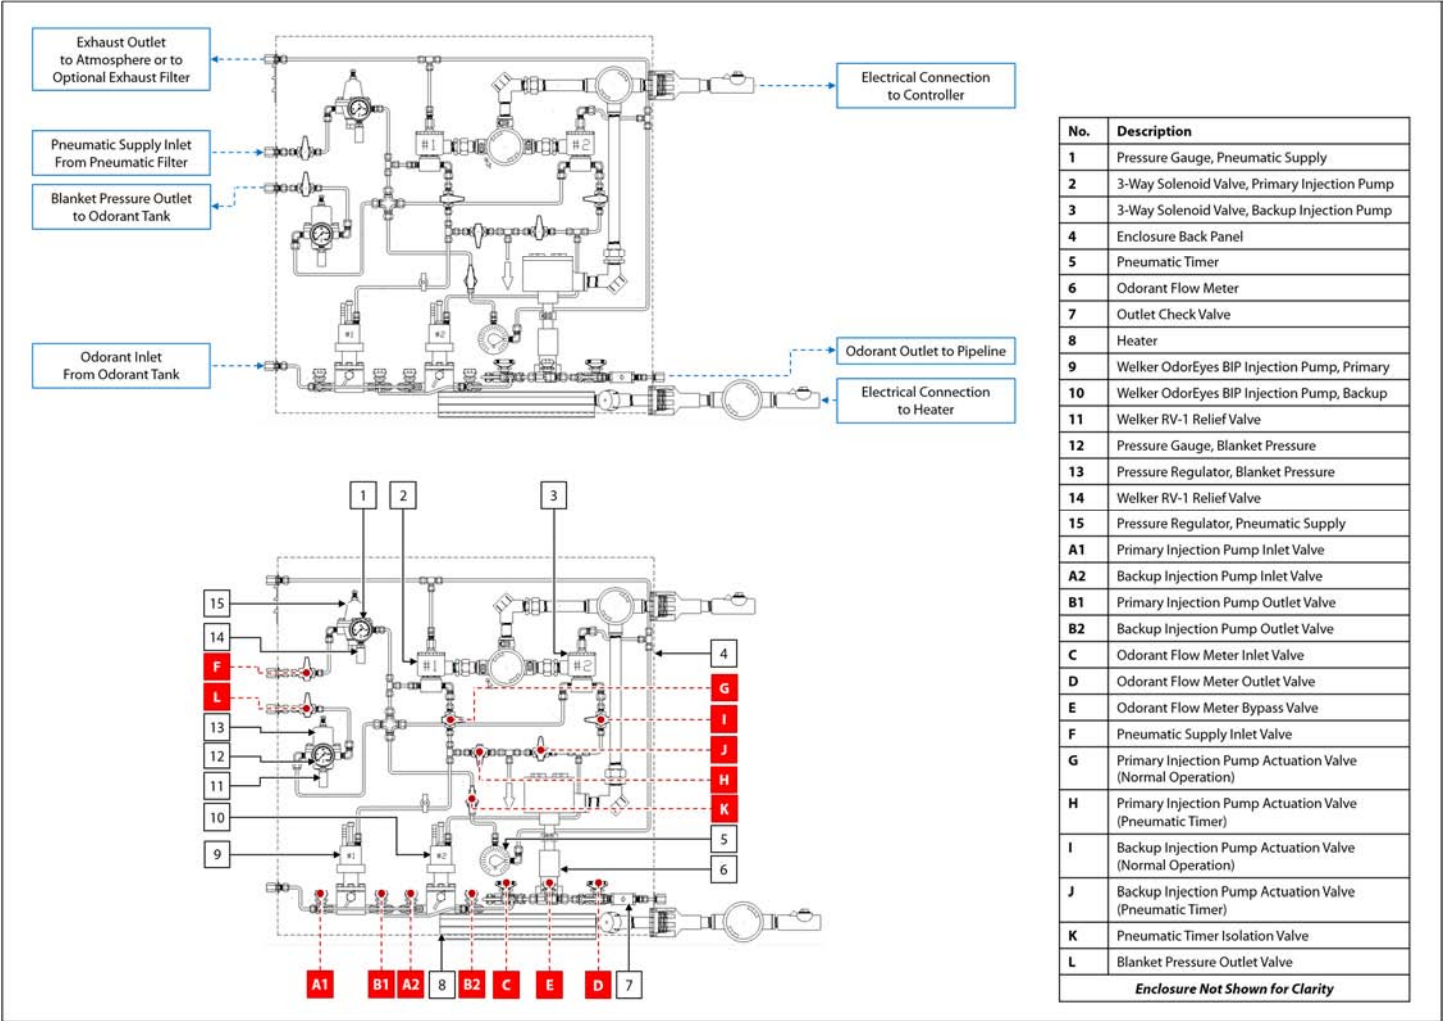 Exhaust Outlet
to Atmosphere or to
Optional Exhaust Filter
Pneumatic Supply Inlet
From Pneumatic Filter
Blanket Pressure Outlet
to Odorant Tank
Odorant Inlet
From Odorant Tank
Electrical Connection
to Controller
Odorant Outlet to Pipeline
Electrical Connection
to Heater
#1
#2
#1
#2
1
2
3
15
14
F
L
13
12
11
10
9
4
G
I
J
H
K
5
6
#1
#2
#1
#2
A1
B1
A2
8
B2
C
E
D
7
No. Description
1 Pressure Gauge, Pneumatic Supply
2 3-Way Solenoid Valve, Primary Injection Pump
3 3-Way Solenoid Valve, Backup Injection Pump
4 Enclosure Back Panel
5 Pneumatic Timer
6 Odorant Flow Meter
7 Outlet Check Valve
8 Heater
9 Welker OdorEyes BIP Injection Pump, Primary
10 Welker OdorEyes BIP Injection Pump, Backup
11 Welker RV-1 Relief Valve
12 Pressure Gauge, Blanket Pressure
13 Pressure Regulator, Blanket Pressure
14 Welker RV-1 Relief Valve
15 Pressure Regulator, Pneumatic Supply
A1 Primary Injection Pump Inlet Valve
A2 Backup Injection Pump Inlet Valve
B1 Primary Injection Pump Outlet Valve
B2 Backup Injection Pump Outlet Valve
C Odorant Flow Meter Inlet Valve
D Odorant Flow Meter Outlet Valve
E Odorant Flow Meter Bypass Valve
F Pneumatic Supply Inlet Valve
G Primary Injection Pump Actuation Valve
(Normal Operation)
H Primary Injection Pump Actuation Valve
(Pneumatic Timer)
I Backup Injection Pump Actuation Valve
(Normal Operation)
J Backup Injection Pump Actuation Valve
(Pneumatic Timer)
K Pneumatic Timer Isolation Valve
L Blanket Pressure Outlet Valve
Enclosure Not Shown for Clarity